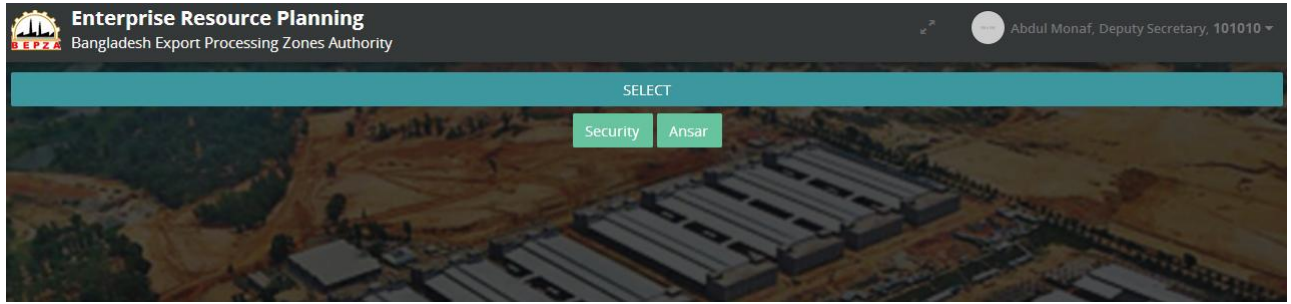 Enterprise Resource Planning
BEPZA
Bangladesh Export Processing Zones Authority
Abdul Monaf, Deputy Secretary, 101010
SELECT
Security
Ansar